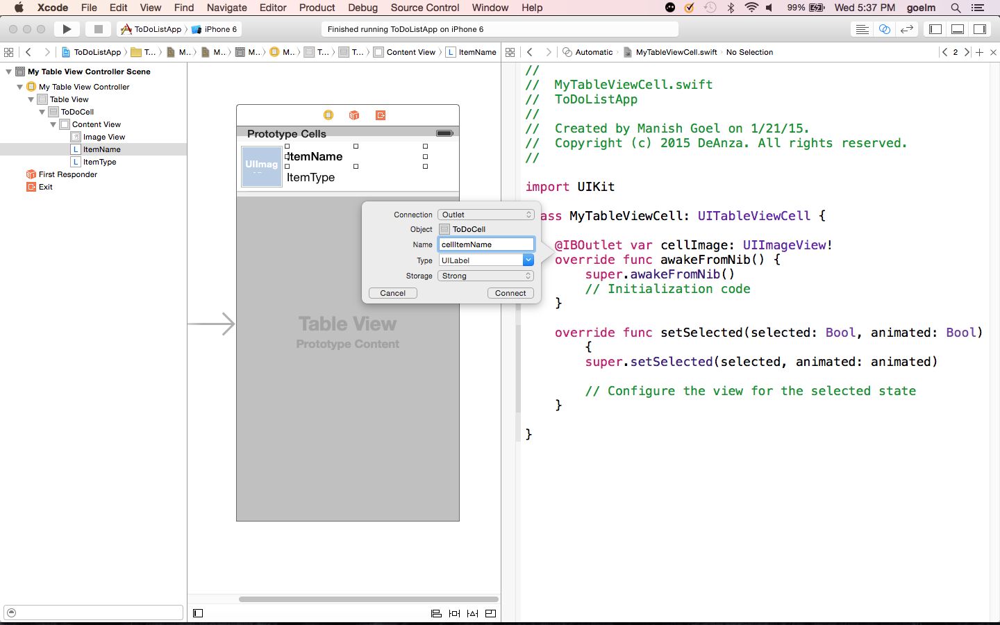 Xcode File Edit View Find Navigate Editor Product Debug Source Control Window Help 99% Wed 5:37 PM goelm
ToDoListApp iPhone 6 Finished running ToDoListApp on iPhone 6
ToDoListApp T... M... M... M.. M.. T... T... Content View L ItemName Automatic MyTableViewCell.swift No Selection 2
My Table View Controller Scene
My Table View Controller
Table View
ToDoCell
Content View
Image View
L ItemName
L ItemType
First Responder
Exit
Prototype Cells
UIImag
ItemName
ItemType
Table View
Prototype Content
Connection Outlet
Object ToDoCell
Name cellItemName
Type UILabel
Storage Strong
Cancel Connect
//
// MyTableViewCell.swift
// ToDoListApp
//
// Created by Manish Goel on 1/21/15.
// Copyright (c) 2015 DeAnza. All rights reserved.
//
import UIKit
ass MyTableViewCell: UITableViewCell {
@IBOutlet var cellImage: UIImageView!
override func awakeFromNib() {
super.awakeFromNib()
// Initialization code
}
override func setSelected(selected: Bool, animated: Bool)
{
super.setSelected(selected, animated: animated)
// Configure the view for the selected state
}
}